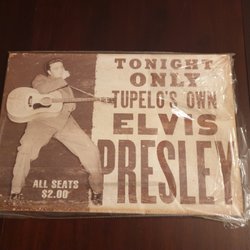 TONIGHT
ONLY
TUPELO'S OWN
ELVIS
PRESLEY
ALL SEATS
$2.00